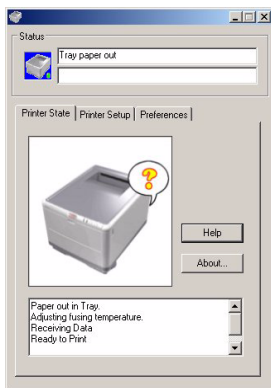 Status
Tray paper out
Printer State Printer Setup Preferences
?
Help
About...
Paper out in Tray.
Adjusting fusing temperature.
Receiving Data
Ready to Print